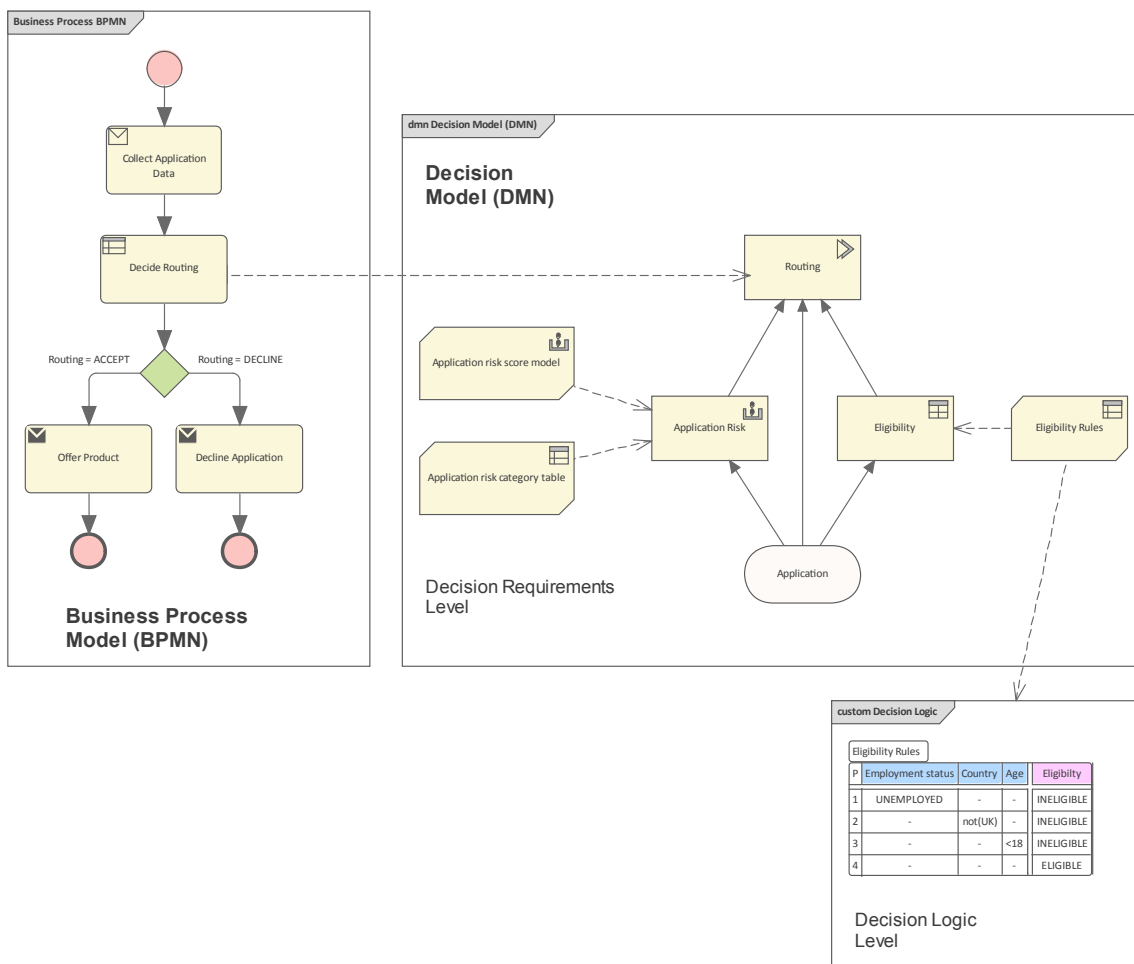 Business Process BPMN
Collect Application
Data
Decide Routing
Routing = ACCEPT
Routing = DECLINE
Offer Product
Decline Application
Business Process
Model (BPMN)
dmn Decision Model (DMN)
Decision
Model (DMN)
Routing
Application risk score model
Application Risk
Eligibility
Eligibility Rules
Application risk category table
Application
Decision Requirements
Level
custom Decision Logic
Eligibility Rules
P Employment status Country Age Eligibilty
1 UNEMPLOYED - - INELIGIBLE
2 - not(UK) - INELIGIBLE
3 - - <18 INELIGIBLE
4 - - - ELIGIBLE
Decision Logic
Level